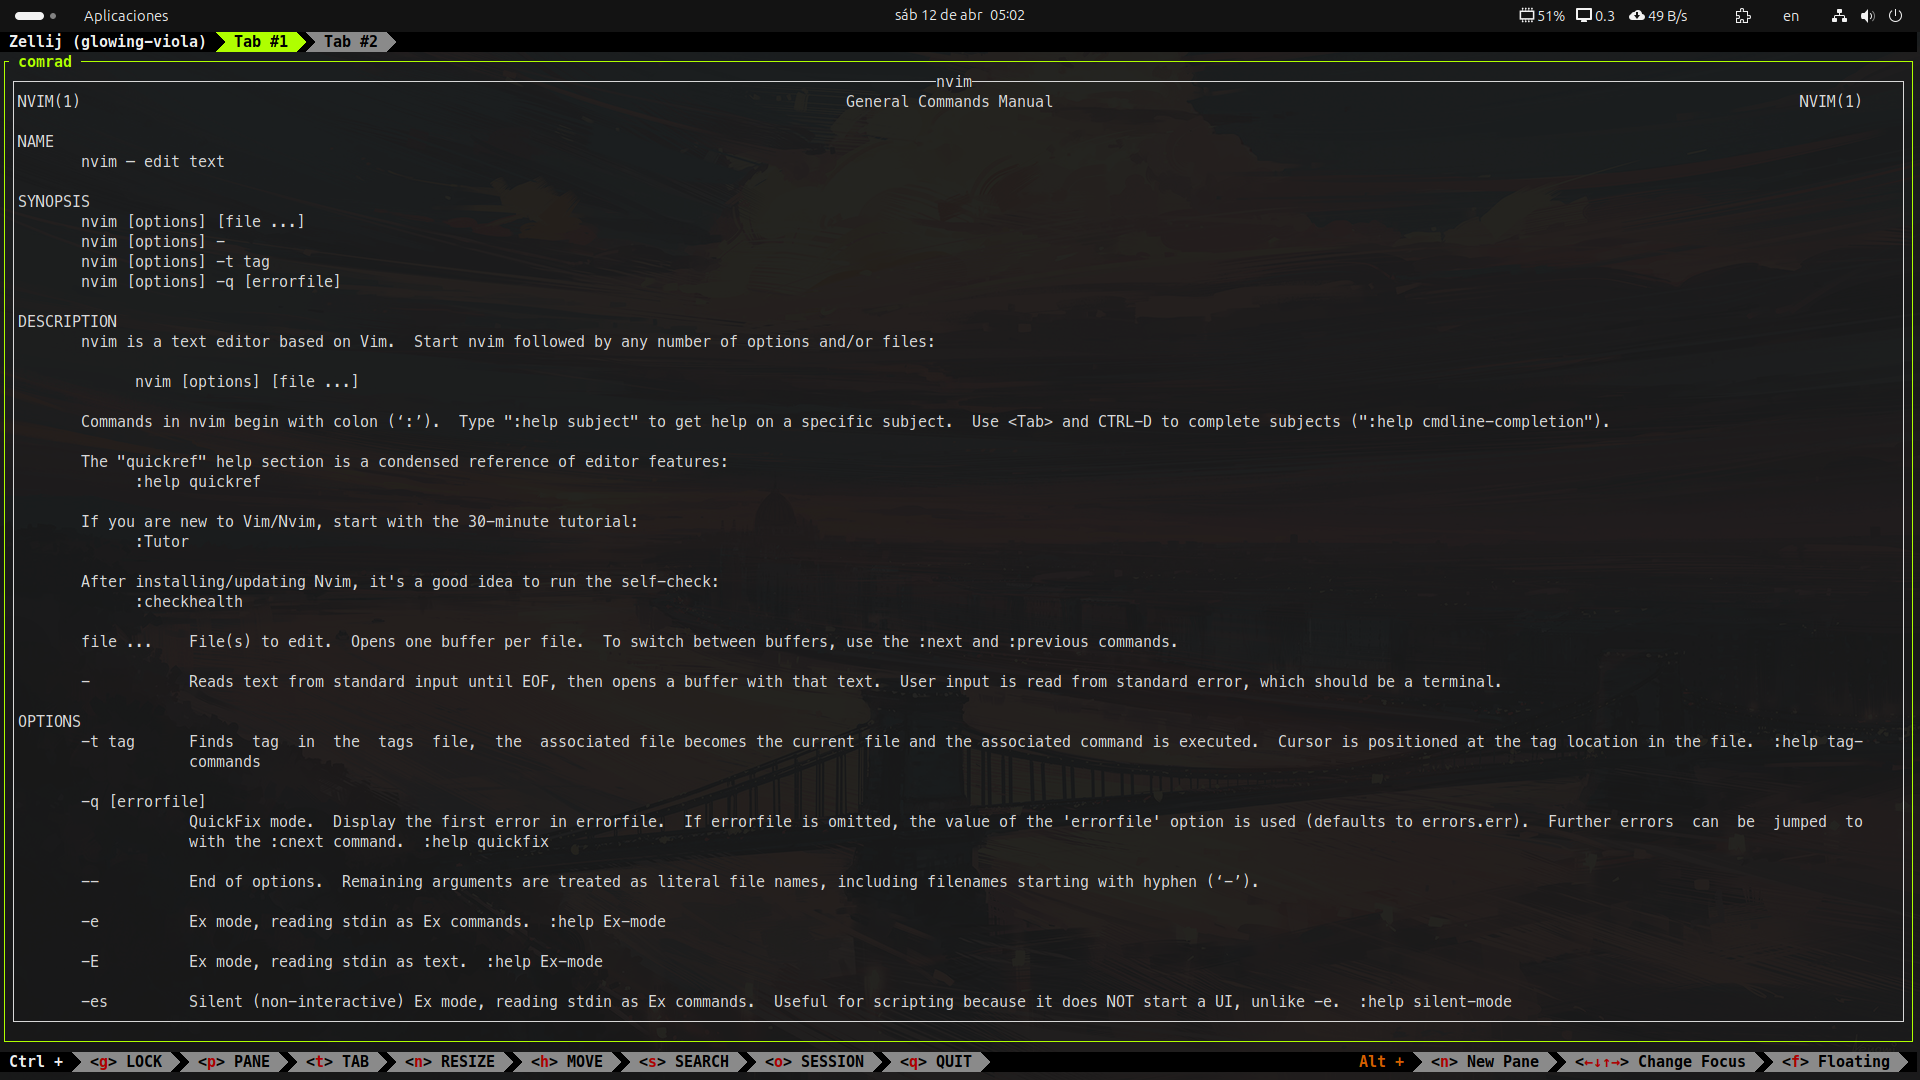 Aplicaciones sáb 12 de abr 05:02 51% 0.3 49 B/s en
Zellij (glowing-viola) Tab #1 Tab #2
comrad
nvim
NVIM(1) General Commands Manual NVIM(1)
NAME
nvim — edit text
SYNOPSIS
nvim [options] [file ...]
nvim [options] -
nvim [options] -t tag
nvim [options] -q [errorfile]
DESCRIPTION
nvim is a text editor based on Vim. Start nvim followed by any number of options and/or files:
nvim [options] [file ...]
Commands in nvim begin with colon (‘:’). Type ":help subject" to get help on a specific subject. Use <Tab> and CTRL-D to complete subjects (":help cmdline-completion").
The "quickref" help section is a condensed reference of editor features:
:help quickref
If you are new to Vim/Nvim, start with the 30-minute tutorial:
:Tutor
After installing/updating Nvim, it's a good idea to run the self-check:
:checkhealth
file ... File(s) to edit. Opens one buffer per file. To switch between buffers, use the :next and :previous commands.
- Reads text from standard input until EOF, then opens a buffer with that text. User input is read from standard error, which should be a terminal.
OPTIONS
-t tag Finds tag in the tags file, the associated file becomes the current file and the associated command is executed. Cursor is positioned at the tag location in the file. :help tag-
commands
-q [errorfile]
QuickFix mode. Display the first error in errorfile. If errorfile is omitted, the value of the 'errorfile' option is used (defaults to errors.err). Further errors can be jumped to
with the :cnext command. :help quickfix
-- End of options. Remaining arguments are treated as literal file names, including filenames starting with hyphen (‘-’).
-e Ex mode, reading stdin as Ex commands. :help Ex-mode
-E Ex mode, reading stdin as text. :help Ex-mode
-es Silent (non-interactive) Ex mode, reading stdin as Ex commands. Useful for scripting because it does NOT start a UI, unlike -e. :help silent-mode
Ctrl + <g> LOCK <p> PANE <t> TAB <n> RESIZE <h> MOVE <s> SEARCH <o> SESSION <q> QUIT Alt + <n> New Pane <←↓↑→> Change Focus <f> Floating